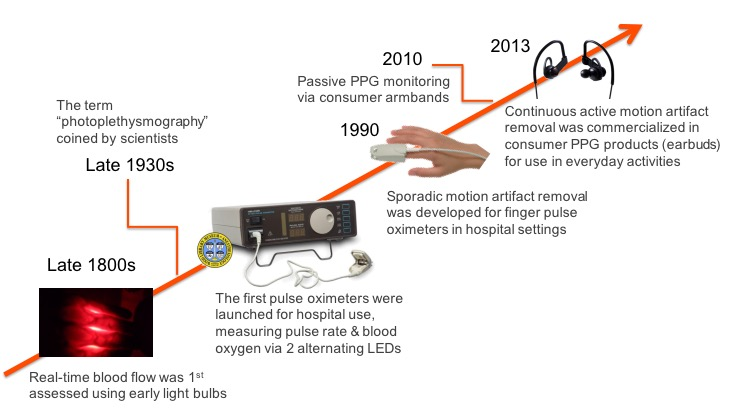 Late 1800s
Real-time blood flow was 1st
assessed using early light bulbs
The term
“photoplethysmography”
coined by scientists
Late 1930s
The first pulse oximeters were
launched for hospital use,
measuring pulse rate & blood
oxygen via 2 alternating LEDs
1990
Sporadic motion artifact removal
was developed for finger pulse
oximeters in hospital settings
2010
Passive PPG monitoring
via consumer armbands
2013
Continuous active motion artifact
removal was commercialized in
consumer PPG products (earbuds)
for use in everyday activities